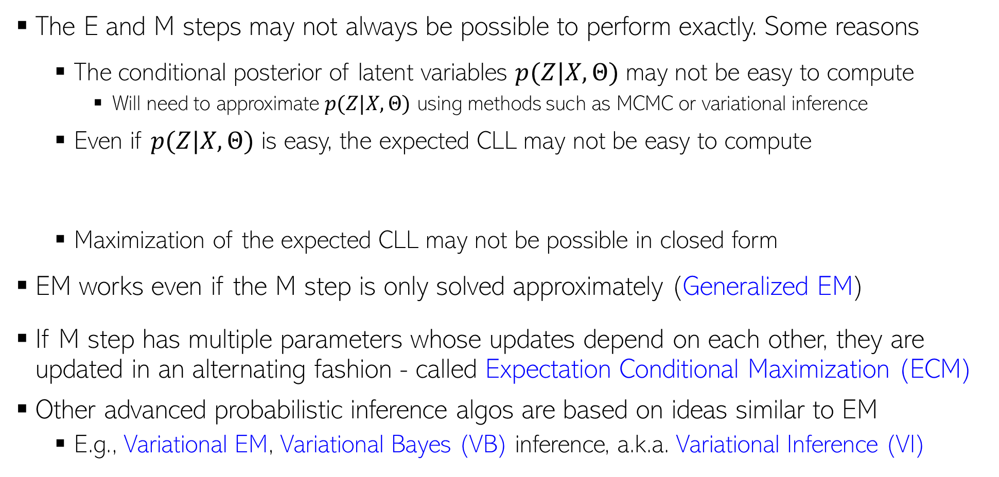 ▪ The E and M steps may not always be possible to perform exactly. Some reasons
▪ The conditional posterior of latent variables p(Z|X, Θ) may not be easy to compute
▪ Will need to approximate p(Z|X, Θ) using methods such as MCMC or variational inference
▪ Even if p(Z|X, Θ) is easy, the expected CLL may not be easy to compute
▪ Maximization of the expected CLL may not be possible in closed form
▪ EM works even if the M step is only solved approximately (Generalized EM)
▪ If M step has multiple parameters whose updates depend on each other, they are
updated in an alternating fashion - called Expectation Conditional Maximization (ECM)
▪ Other advanced probabilistic inference algos are based on ideas similar to EM
▪ E.g., Variational EM, Variational Bayes (VB) inference, a.k.a. Variational Inference (VI)